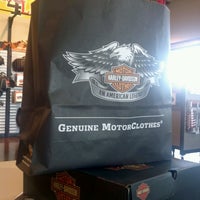 MOTOR
HARLEY-DAVIDSON
CYCLES
AN AMERICAN LEGEND
GENUINE MOTORCLOTHES®